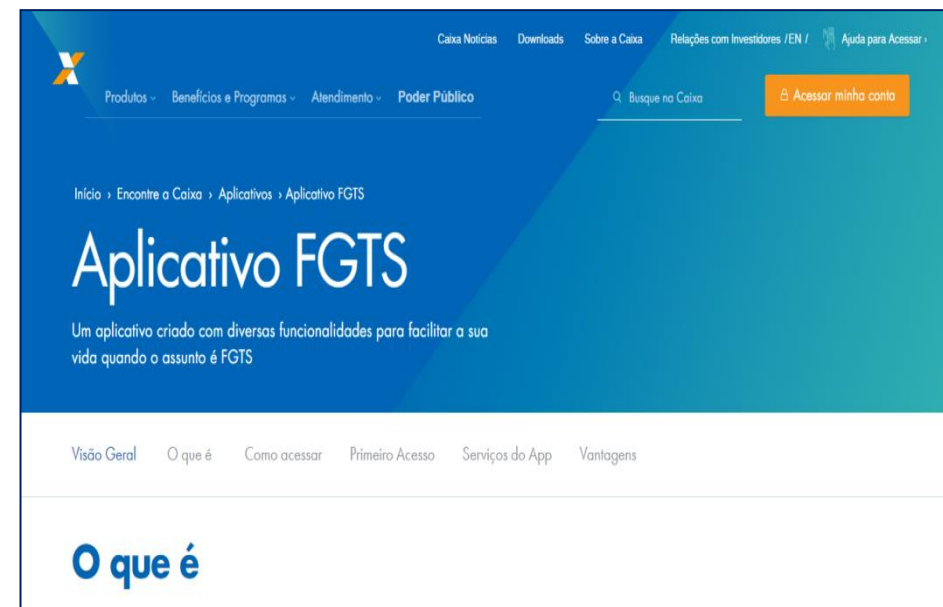 Caixa Notícias Downloads Sobre a Caixa Relações com Investidores /EN / Ajuda para Acessar ›
Produtos Benefícios e Programas Atendimento Poder Público Busque na Caixa Acessar minha conta
Início › Encontre a Caixa › Aplicativos › Aplicativo FGTS
Aplicativo FGTS
Um aplicativo criado com diversas funcionalidades para facilitar a sua
vida quando o assunto é FGTS
Visão Geral O que é Como acessar Primeiro Acesso Serviços do App Vantagens
O que é